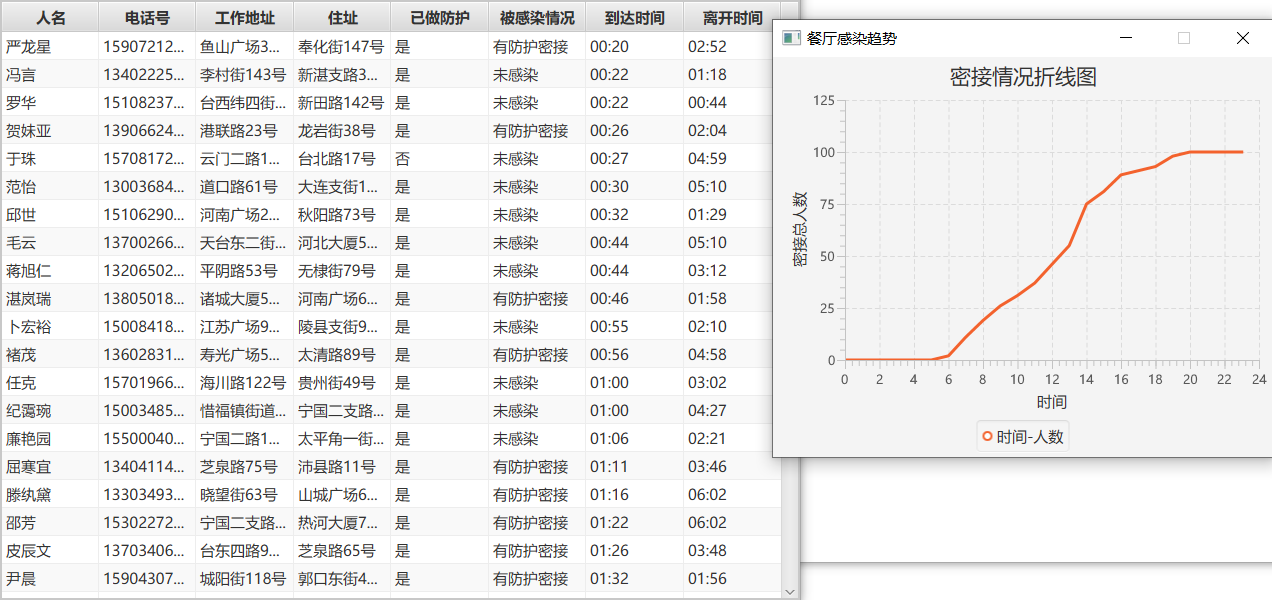 人名 电话号 工作地址 住址 已做防护 被感染情况 到达时间 离开时间
严龙星 15907212... 鱼山广场3... 奉化街147号 是 有防护密接 00:20 02:52
冯言 13402225... 李村街143号 新湛支路3... 是 未感染 00:22 01:18
罗华 15108237... 台西纬四街... 新田路142号 是 未感染 00:22 00:44
贺妹亚 13906624... 港联路23号 龙岩街38号 是 有防护密接 00:26 02:04
于珠 15708172... 云门二路1... 台北路17号 否 未感染 00:27 04:59
范怡 13003684... 道口路61号 大连支街1... 是 未感染 00:30 05:10
邱世 15106290... 河南广场2... 秋阳路73号 是 未感染 00:32 01:29
毛云 13700266... 天台东二街... 河北大厦5... 是 未感染 00:44 05:10
蒋旭仁 13206502... 平阴路53号 无棣街79号 是 未感染 00:44 03:12
湛岚瑞 13805018... 诸城大厦5... 河南广场6... 是 有防护密接 00:46 01:58
卜宏裕 15008418... 江苏广场9... 陵县支街9... 是 未感染 00:55 02:10
褚茂 13602831... 寿光广场5... 太清路89号 是 有防护密接 00:56 04:58
任克 15701966... 海川路122号 贵州街49号 是 未感染 01:00 03:02
纪霭琬 15003485... 惜福镇街道... 宁国二支路... 是 未感染 01:00 04:27
廉艳园 15500040... 宁国二路1... 太平角一街... 是 未感染 01:06 02:21
屈寒宜 13404114... 芝泉路75号 沛县路11号 是 有防护密接 01:11 03:46
滕纨黛 13303493... 晓望街63号 山城广场6... 是 有防护密接 01:16 06:02
邵芳 15302272... 宁国二支路... 热河大厦7... 是 有防护密接 01:22 06:02
皮辰文 13703406... 台东四路9... 芝泉路65号 是 有防护密接 01:26 03:48
尹晨 15904307... 城阳街118号 郭口东街4... 是 有防护密接 01:32 01:56
餐厅感染趋势
密接情况折线图
125
100
75
50
25
0
密接总人数
0 2 4 6 8 10 12 14 16 18 20 22 24
时间
时间-人数